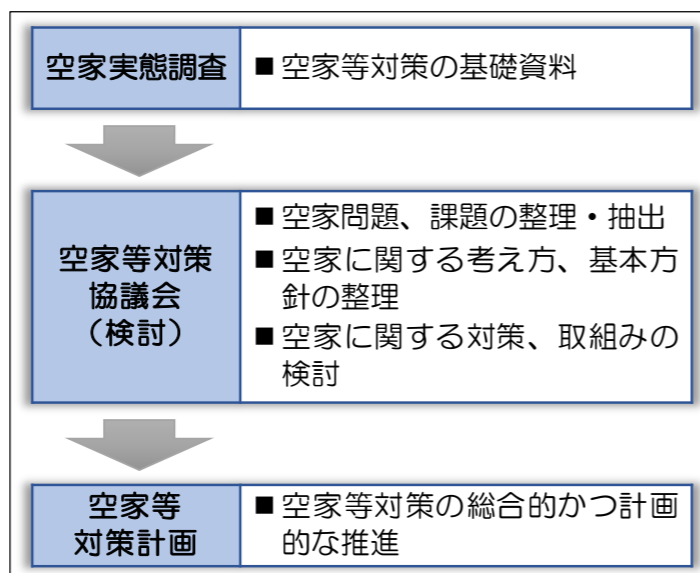 空家実態調査
■ 空家等対策の基礎資料
空家等対策
協議会
（検討）
■ 空家問題、課題の整理・抽出
■ 空家に関する考え方、基本方
針の整理
■ 空家に関する対策、取組みの
検討
空家等
対策計画
■ 空家等対策の総合的かつ計画
的な推進